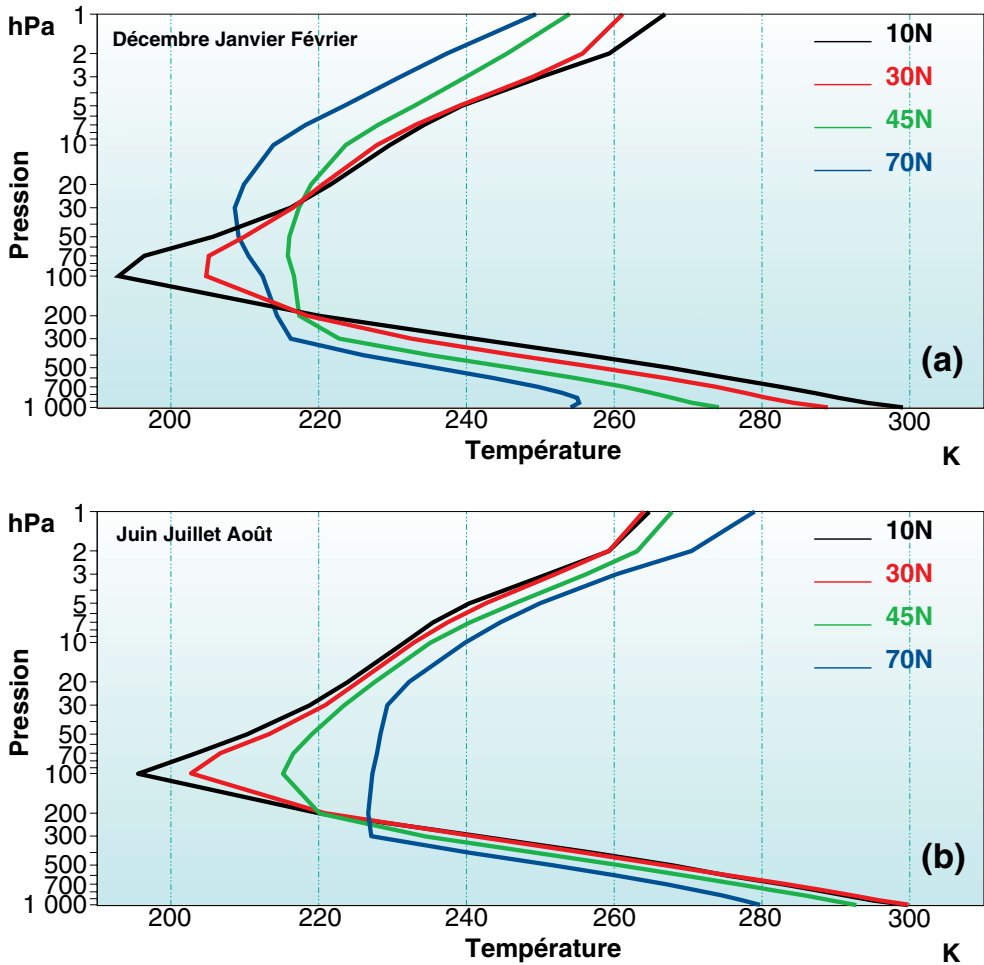 hPa
Décembre Janvier Février
1
2
3
5
7
10
20
30
50
70
100
200
300
500
700
1 000
Pression
10N
30N
45N
70N
(a)
200 220 240 260 280 300
Température
K
hPa
Juin Juillet Août
1
2
3
5
7
10
20
30
50
70
100
200
300
500
700
1 000
Pression
10N
30N
45N
70N
(b)
200 220 240 260 280 300
Température
K